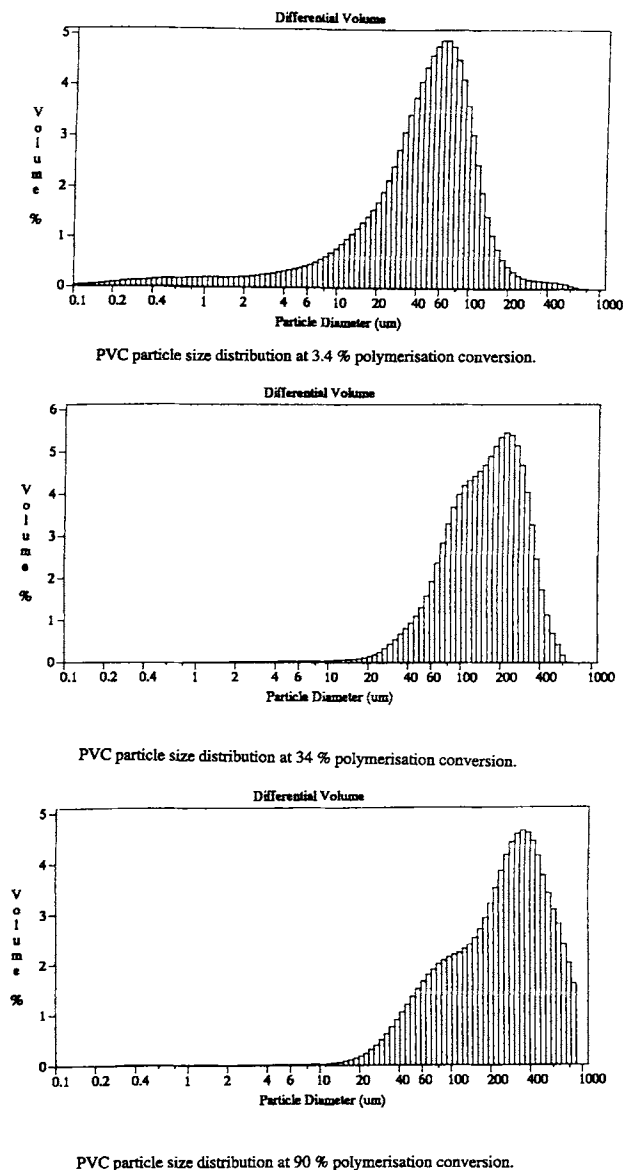 Differential Volume
Volume %
5
4
3
2
1
0
0.1 0.2 0.4 1 2 4 6 10 20 40 60 100 200 400 1000
Particle Diameter (um)
PVC particle size distribution at 3.4 % polymerisation conversion.
Differential Volume
Volume %
6
5
4
3
2
1
0
0.1 0.2 0.4 1 2 4 6 10 20 40 60 100 200 400 1000
Particle Diameter (um)
PVC particle size distribution at 34 % polymerisation conversion.
Differential Volume
Volume %
5
4
3
2
1
0
0.1 0.2 0.4 1 2 4 6 10 20 40 60 100 200 400 1000
Particle Diameter (um)
PVC particle size distribution at 90 % polymerisation conversion.